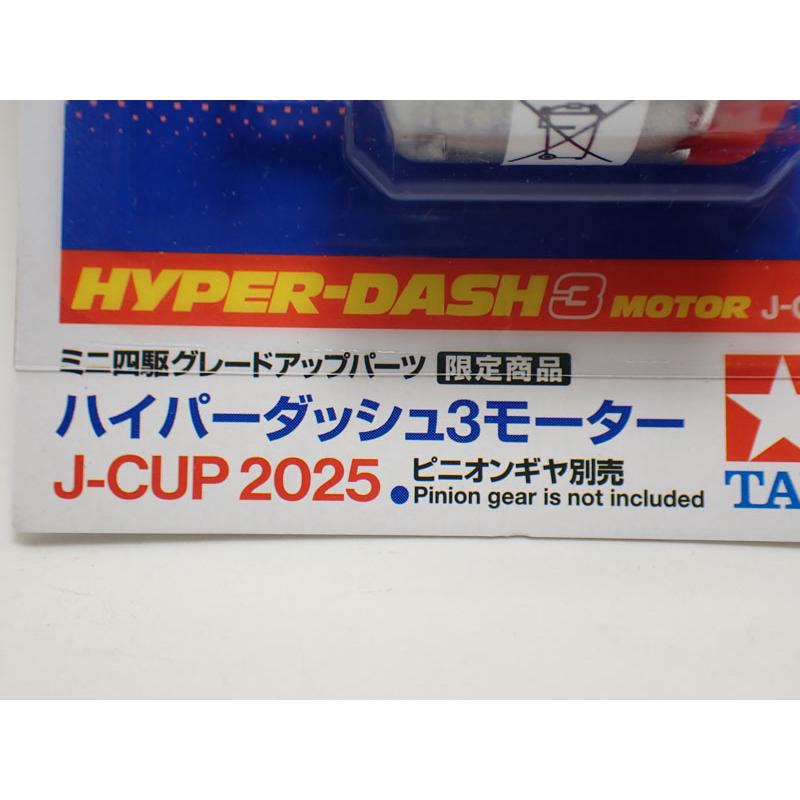 HYPER-DASH3 MOTOR
ミニ四駆グレードアップパーツ 限定商品
ハイパーダッシュ3モーター
J-CUP 2025
ピニオンギヤ別売
●Pinion gear is not included